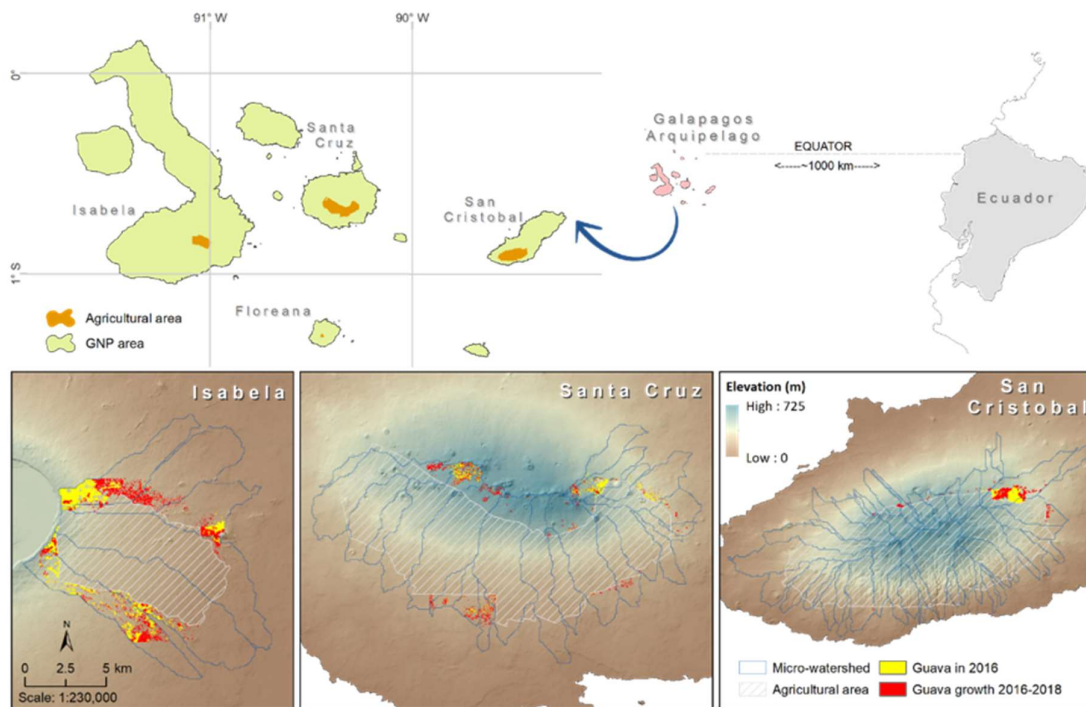 91° W
90° W
0°
1°S
Santa
Cruz
Isabela
San
Cristobal
Floreana
Galapagos
Arquipelago
EQUATOR
<-----~1000 km----->
Ecuador
Agricultural area
GNP area
Isabela
N
0 2.5 5 km
Scale: 1:230,000
Santa Cruz
Elevation (m)
High : 725
Low : 0
San
Cristobal
Micro-watershed
Agricultural area
Guava in 2016
Guava growth 2016-2018